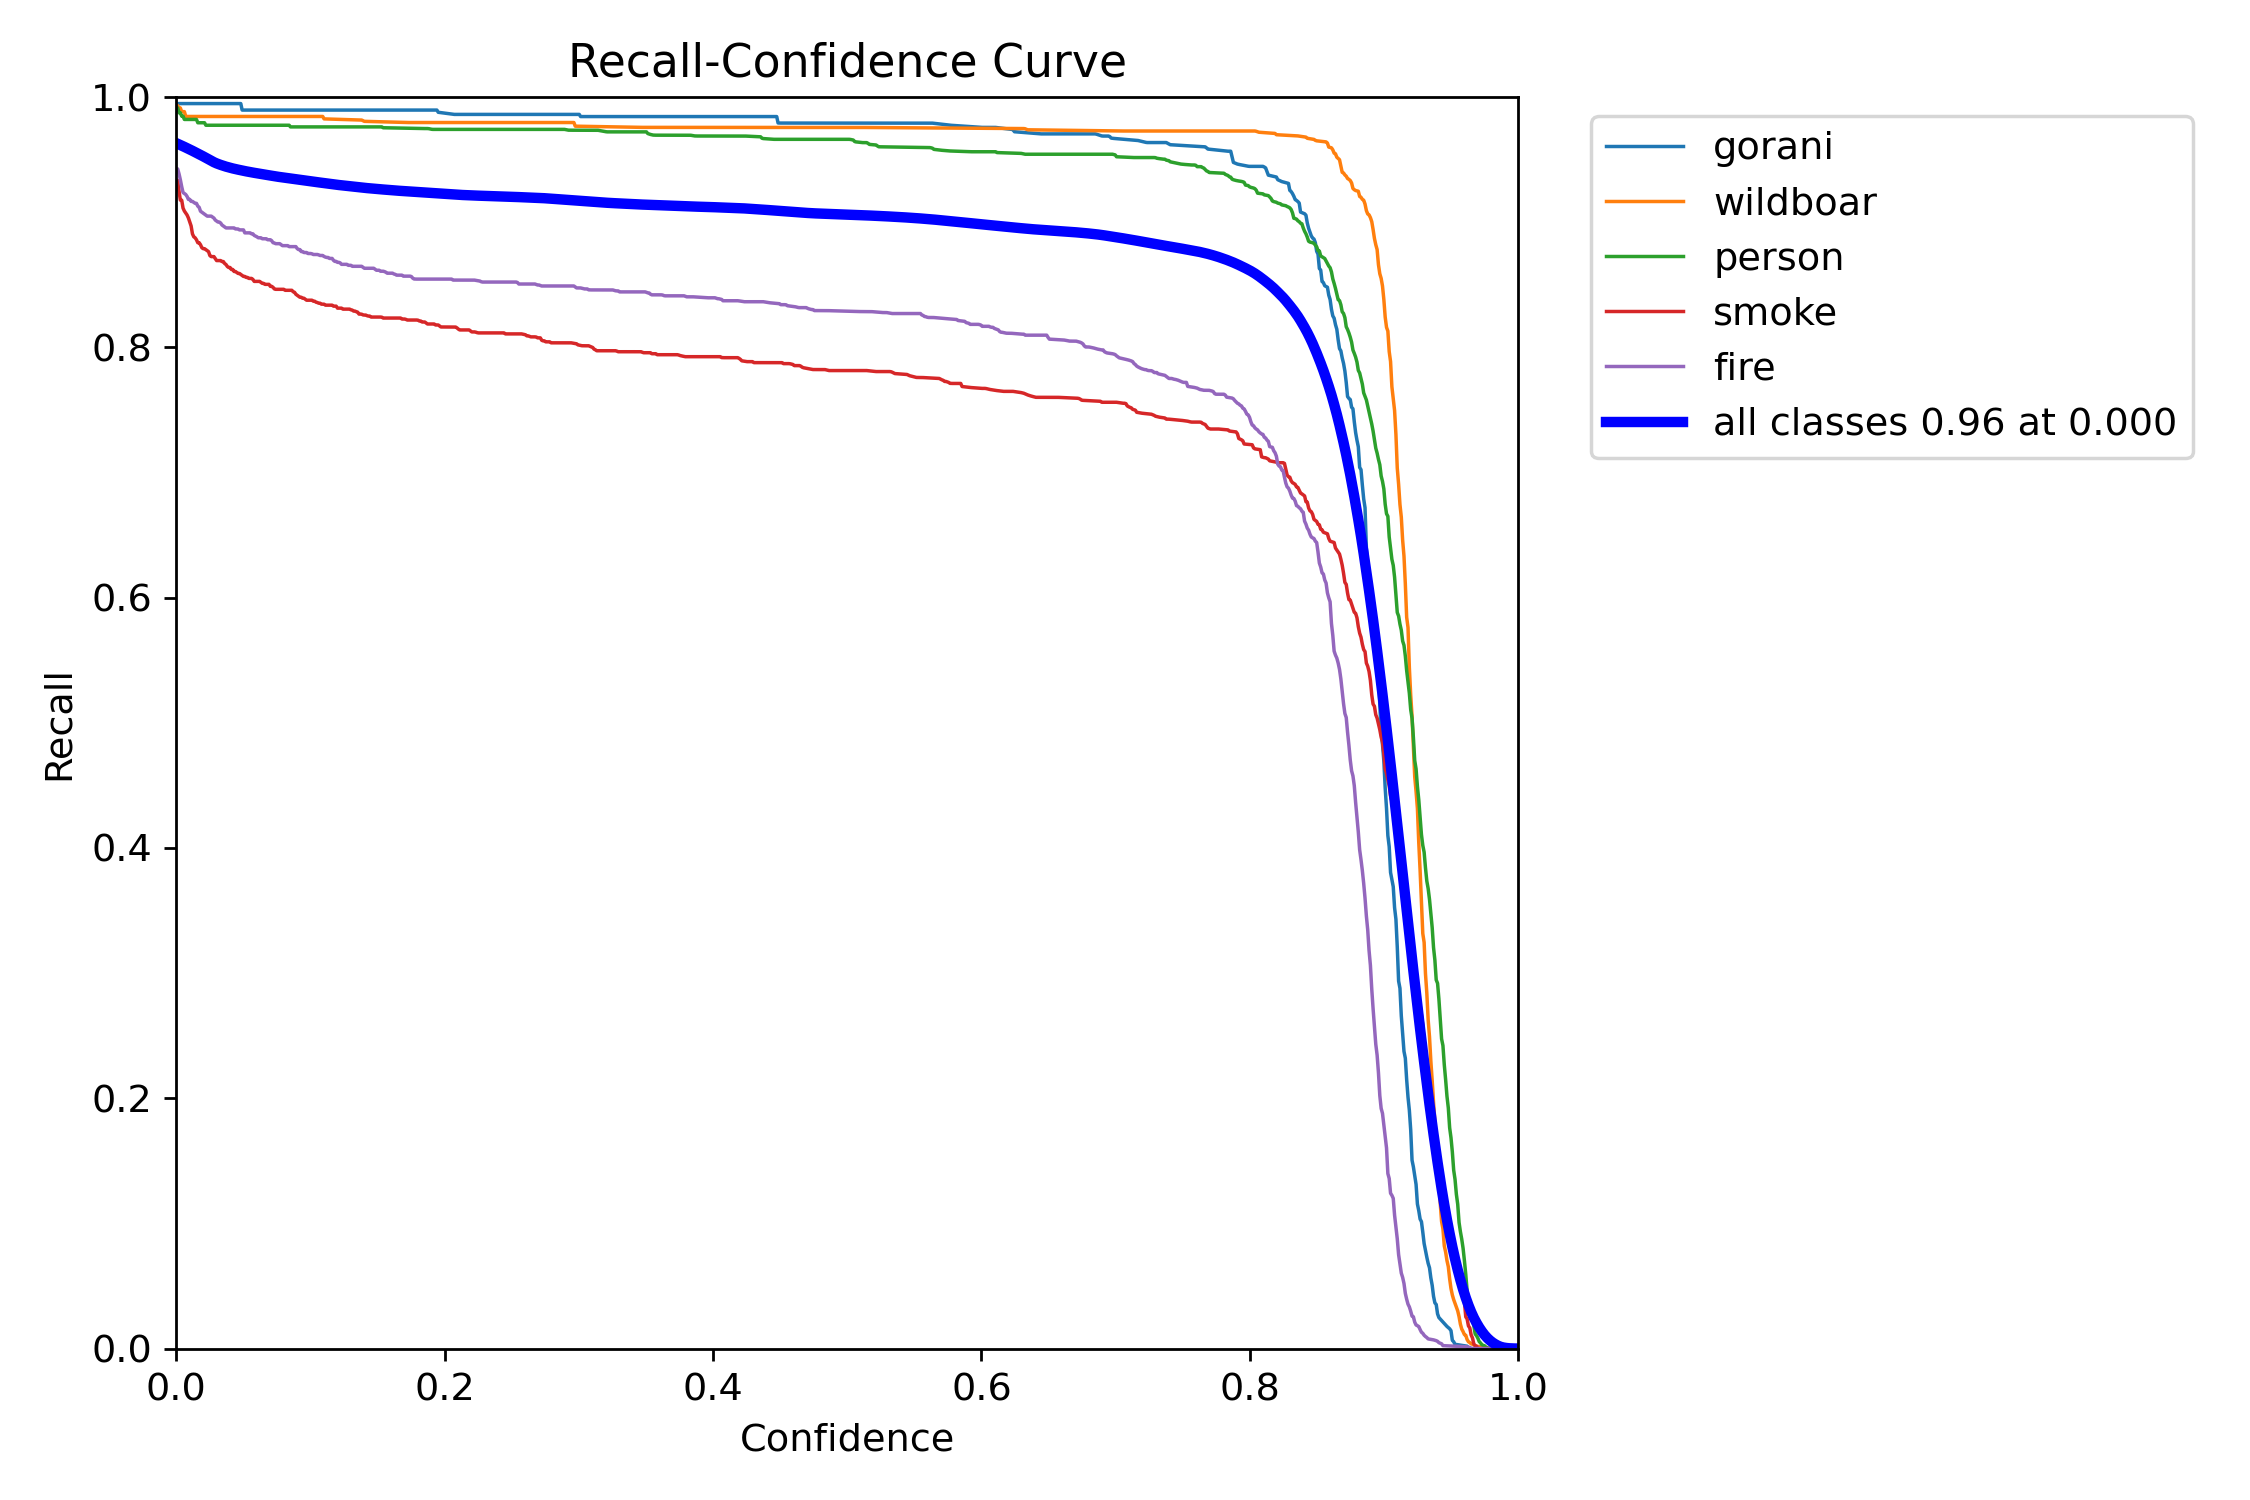 Recall-Confidence Curve
1.0
0.8
0.6
0.4
0.2
0.0
Recall
0.0 0.2 0.4 0.6 0.8 1.0
Confidence
gorani
wildboar
person
smoke
fire
all classes 0.96 at 0.000